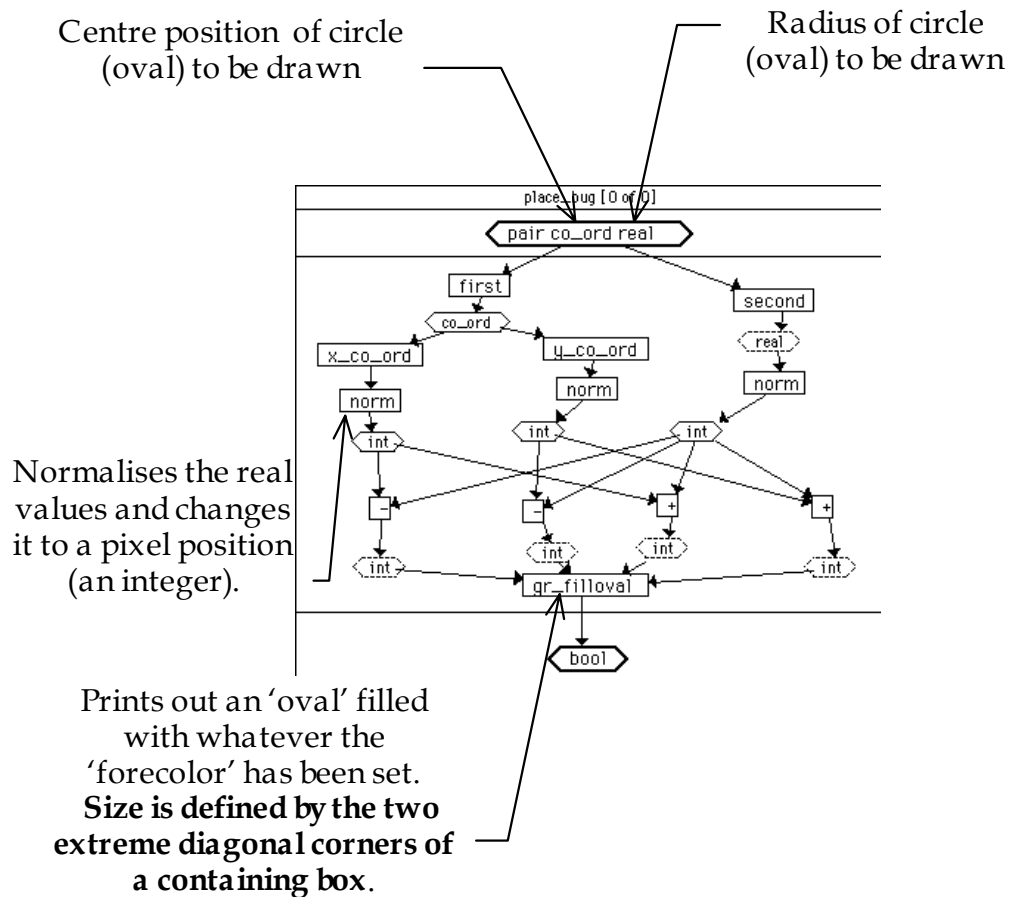 Centre position of circle
(oval) to be drawn
Radius of circle
(oval) to be drawn
place_bug [0 of 0]
pair co_ord real
first
second
co_ord
real
x_co_ord
y_co_ord
norm
norm
norm
int
int
int
Normalises the real
values and changes
it to a pixel position
(an integer).
-
-
+
+
int
int
int
int
gr_filloval
bool
Prints out an ‘oval’ filled
with whatever the
‘forecolor’ has been set.
Size is defined by the two
extreme diagonal corners of
a containing box.